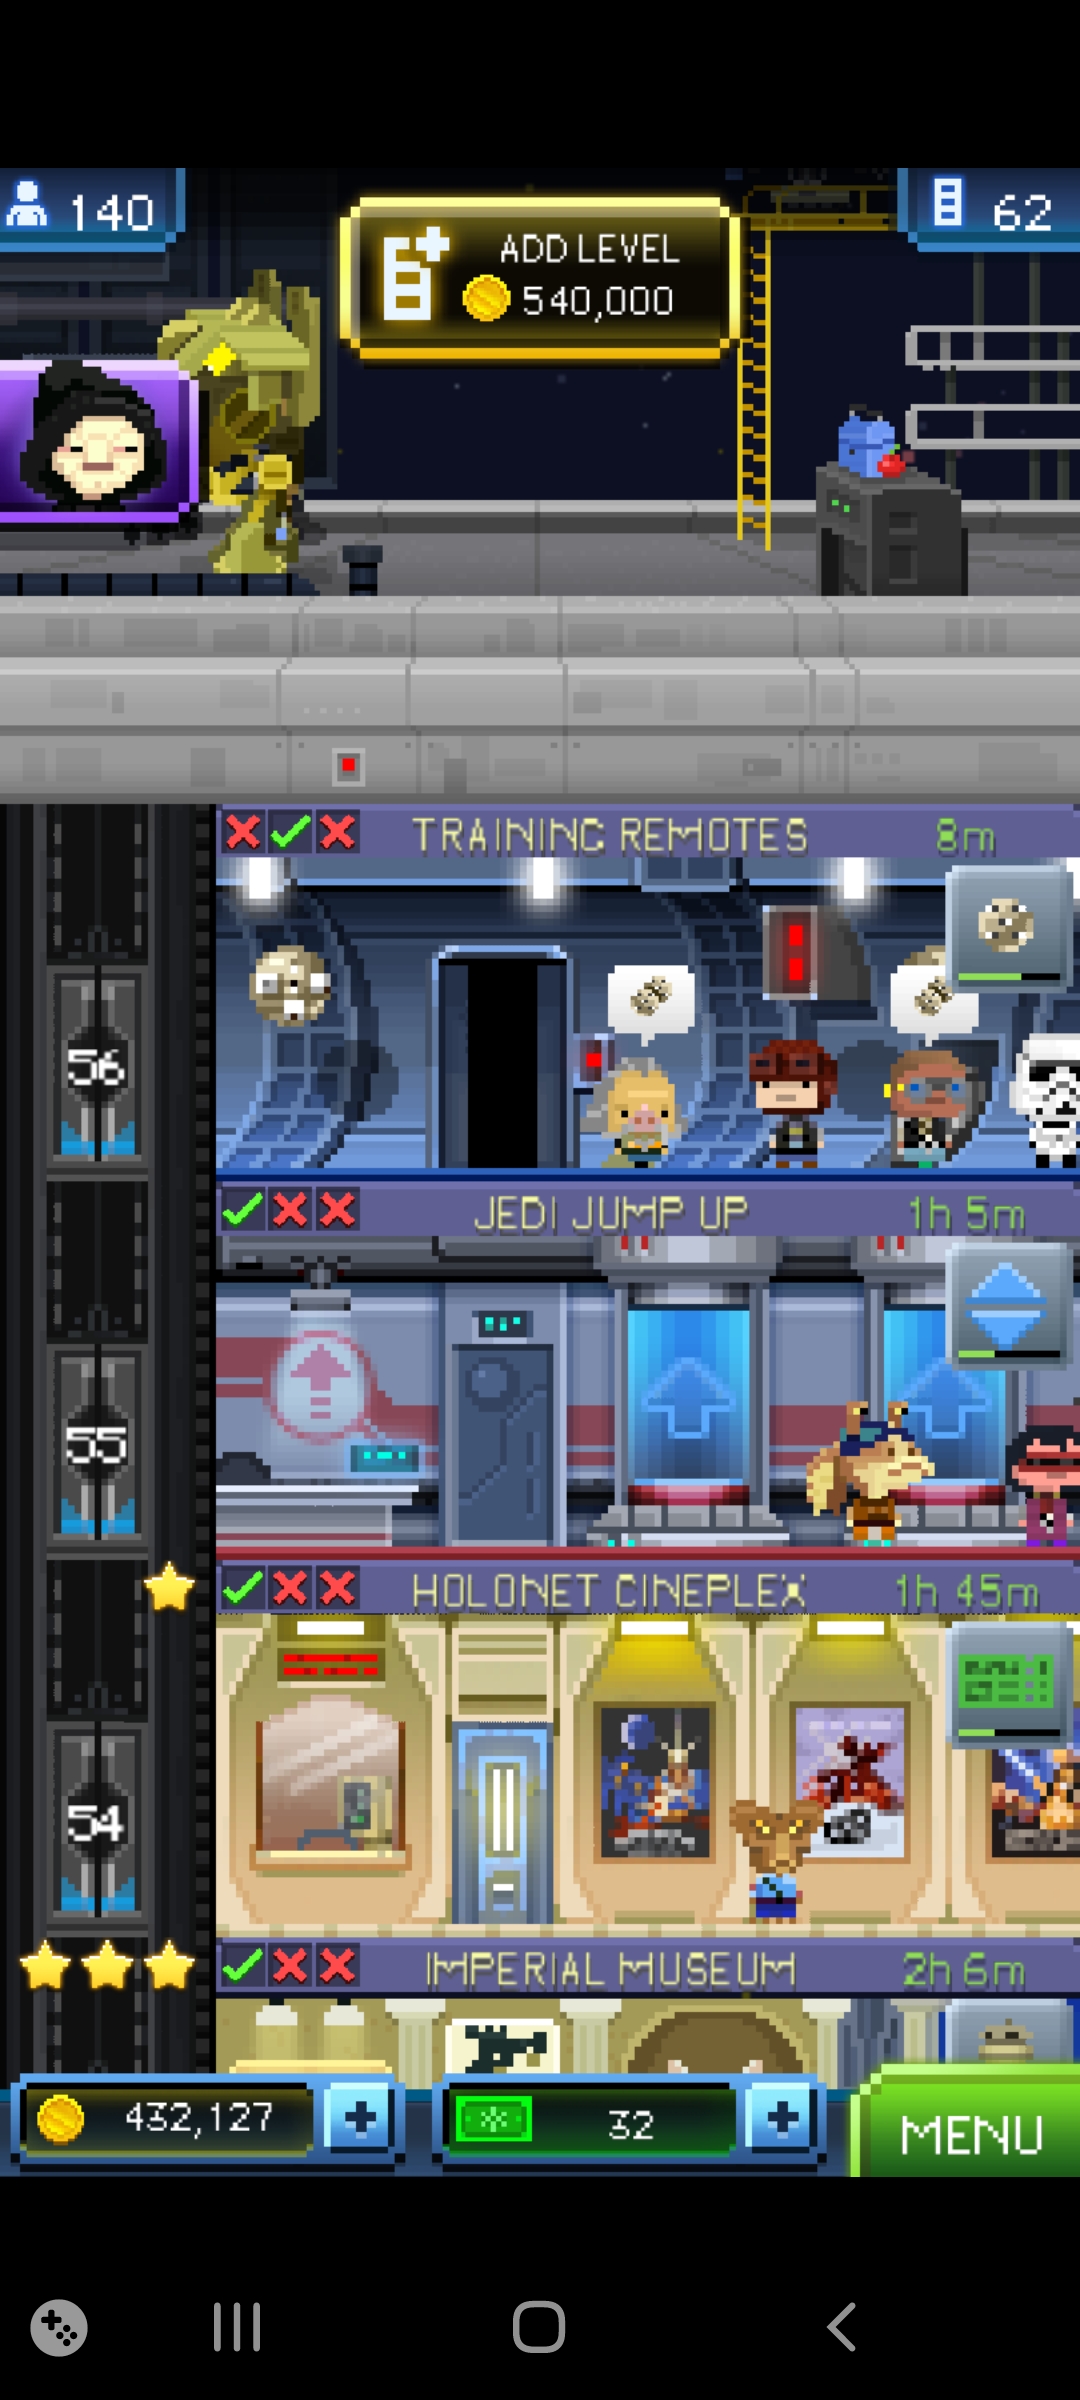 140
ADD LEVEL
540,000
62
TRAINING REMOTES 8m
56
JEDI JUMP UP 1h 5m
55
HOLONET CINEPLEX 1h 45m
54
IMPERIAL MUSEUM 2h 6m
432,127
32
MENU